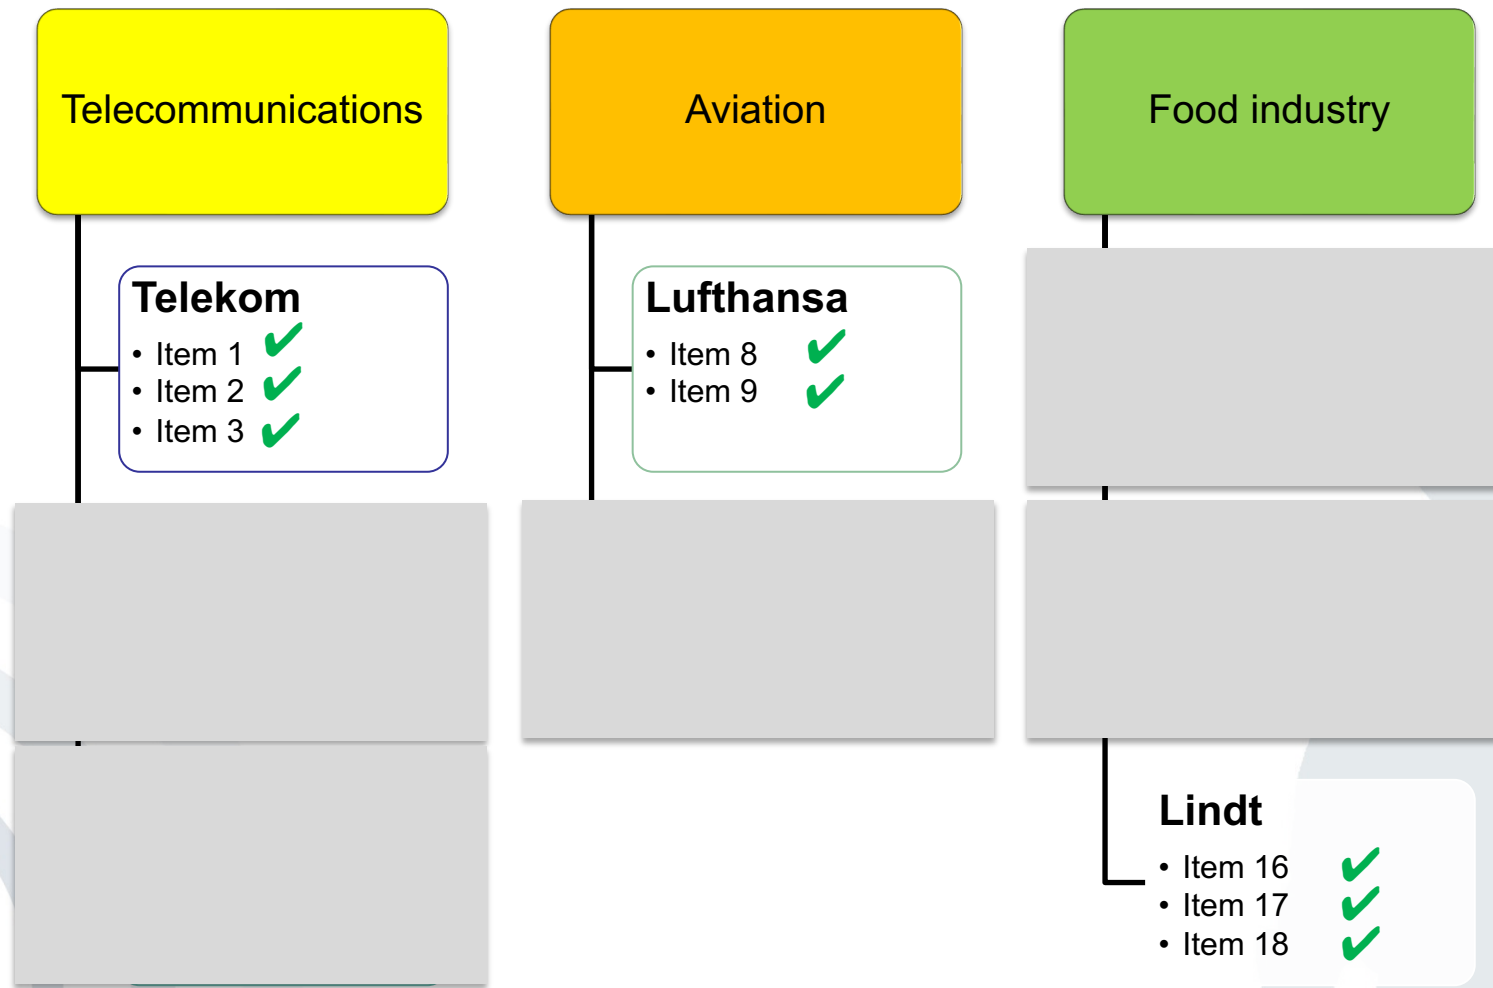 Telecommunications
Telekom
• Item 1 ✔
• Item 2 ✔
• Item 3 ✔
Aviation
Lufthansa
• Item 8 ✔
• Item 9 ✔
Food industry
Lindt
• Item 16 ✔
• Item 17 ✔
• Item 18 ✔